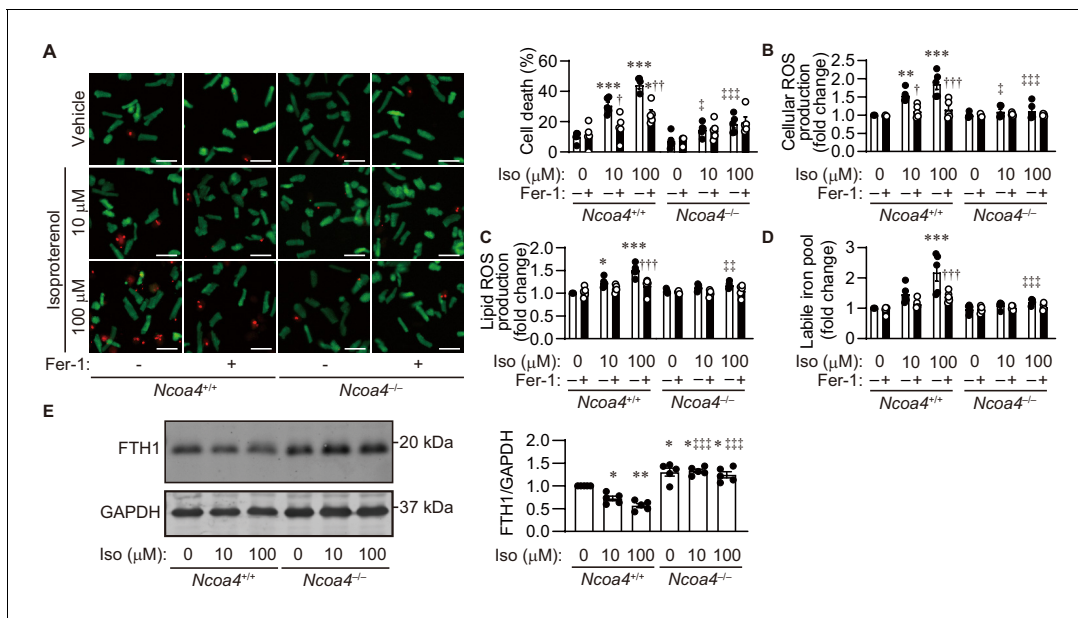 A
Vehicle
Isoproterenol
10 μM
100 μM
Fer-1: - + - +
Ncoa4+/+ Ncoa4–/–
Cell death (%)
60
40
20
0
*** *** *†† † ‡ ‡‡‡
Iso (μM): 0 10 100 0 10 100
Fer-1: –+ –+ –+ –+ –+ –+
Ncoa4+/+ Ncoa4–/–
B
Cellular ROS
production
(fold change)
2.5
2.0
1.5
1.0
0.5
0
** *** † ††† ‡ ‡‡‡
Iso (μM): 0 10 100 0 10 100
Fer-1: –+ –+ –+ –+ –+ –+
Ncoa4+/+ Ncoa4–/–
C
Lipid ROS
production
(fold change)
2.0
1.5
1.0
0.5
0
* *** ††† ‡‡
Iso (μM): 0 10 100 0 10 100
Fer-1: –+ –+ –+ –+ –+ –+
Ncoa4+/+ Ncoa4–/–
D
Labile iron pool
(fold change)
4
3
2
1
0
*** ††† ‡‡‡
Iso (μM): 0 10 100 0 10 100
Fer-1: –+ –+ –+ –+ –+ –+
Ncoa4+/+ Ncoa4–/–
E
FTH1
20 kDa
GAPDH
37 kDa
Iso (μM): 0 10 100 0 10 100
Ncoa4+/+ Ncoa4–/–
FTH1/GAPDH
2.0
1.5
1.0
0.5
0.0
* ** * *‡‡‡ *‡‡‡
0 10 100 0 10 100
Iso (μM):
Ncoa4+/+ Ncoa4–/–